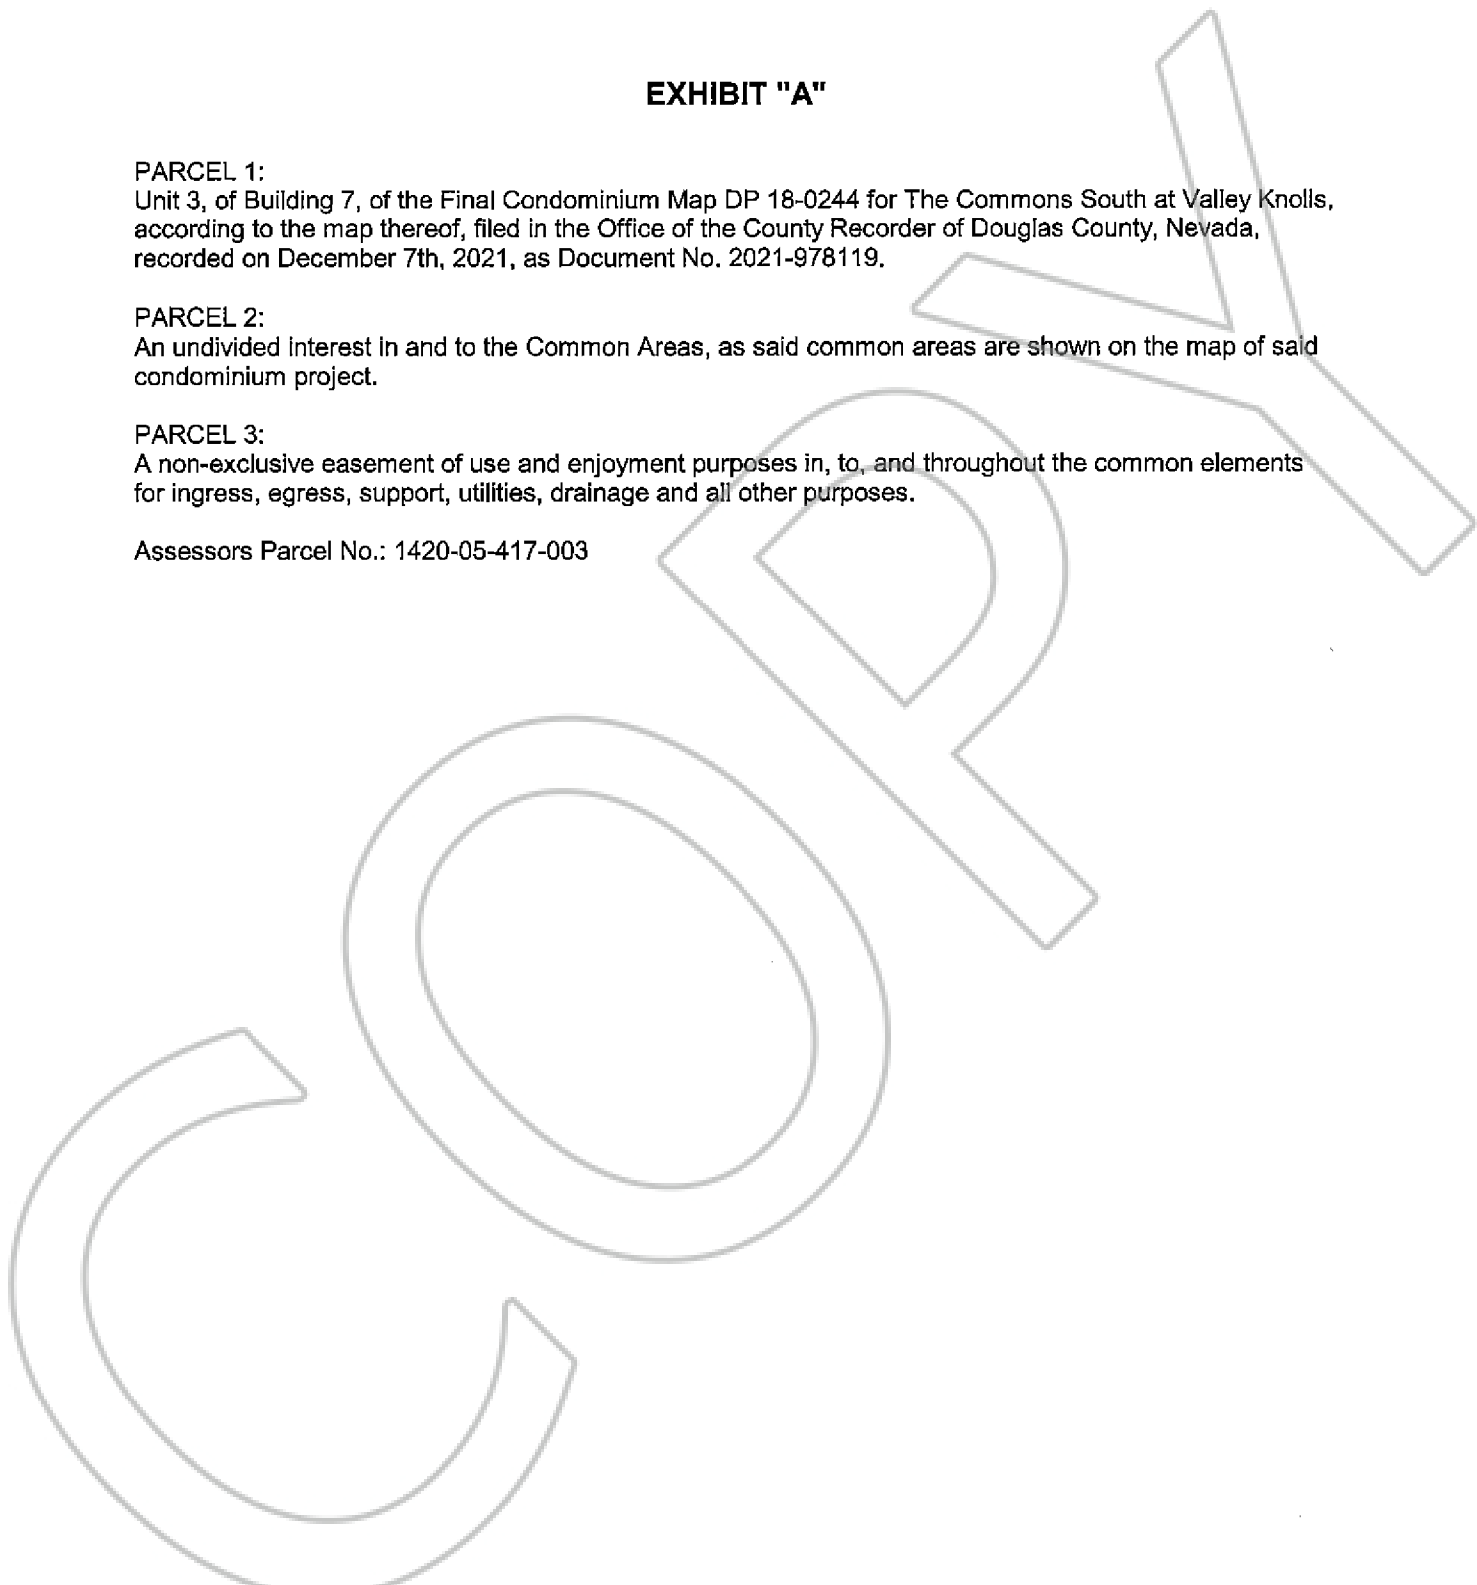 EXHIBIT "A"
PARCEL 1:
Unit 3, of Building 7, of the Final Condominium Map DP 18-0244 for The Commons South at Valley Knolls,
according to the map thereof, filed in the Office of the County Recorder of Douglas County, Nevada,
recorded on December 7th, 2021, as Document No. 2021-978119.
PARCEL 2:
An undivided interest in and to the Common Areas, as said common areas are shown on the map of said
condominium project.
PARCEL 3:
A non-exclusive easement of use and enjoyment purposes in, to, and throughout the common elements
for ingress, egress, support, utilities, drainage and all other purposes.
Assessors Parcel No.: 1420-05-417-003
COPY